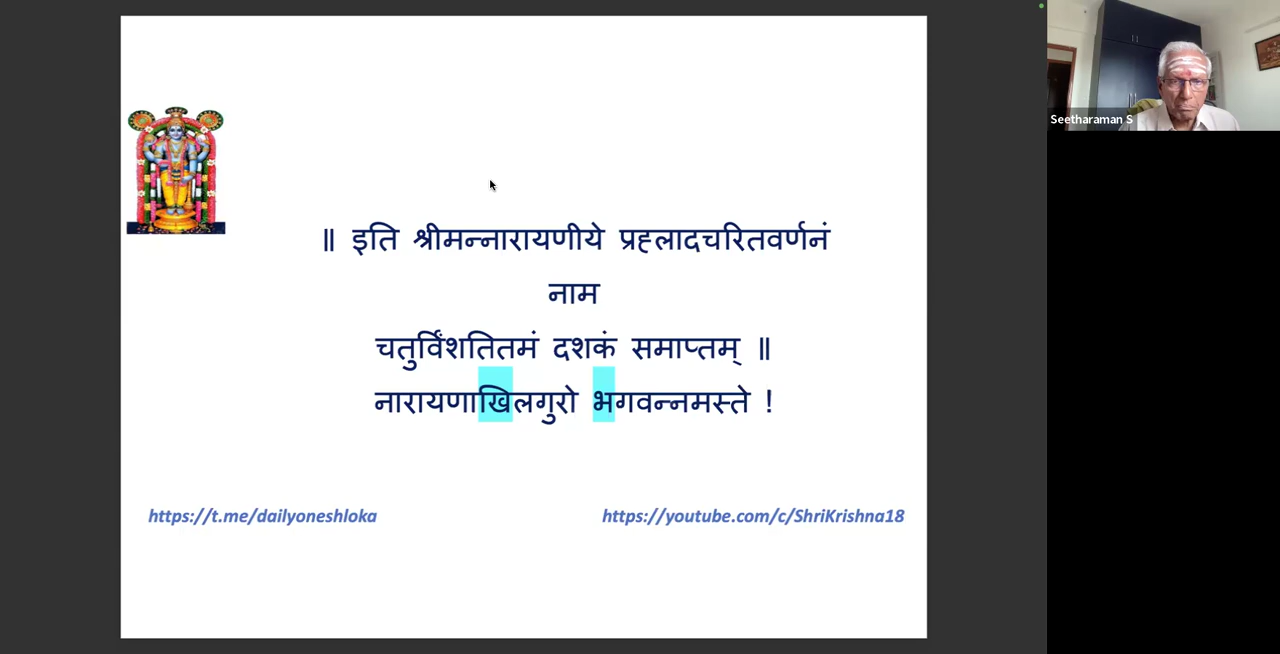 ॥ इति श्रीमन्नारायणीये प्रह्लादचरितवर्णनं
नाम
चतुर्विंशतितमं दशकं समाप्तम् ॥
नारायणाखिलगुरो भगवन्नमस्ते !
https://t.me/dailyoneshloka https://youtube.com/c/ShriKrishna18
Seetharaman S